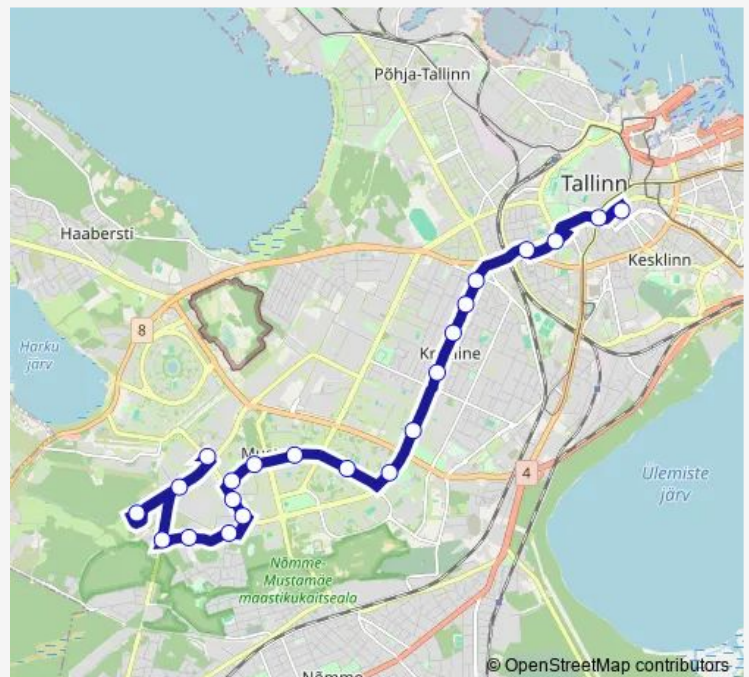 Põhja-Tallinn
Tallinn
Haabersti
Kesklinn
8
Harku
järv
4
Ülemiste
järv
Nõmme-
Mustamäe
maastikukaitseala
© OpenStreetMap contributors